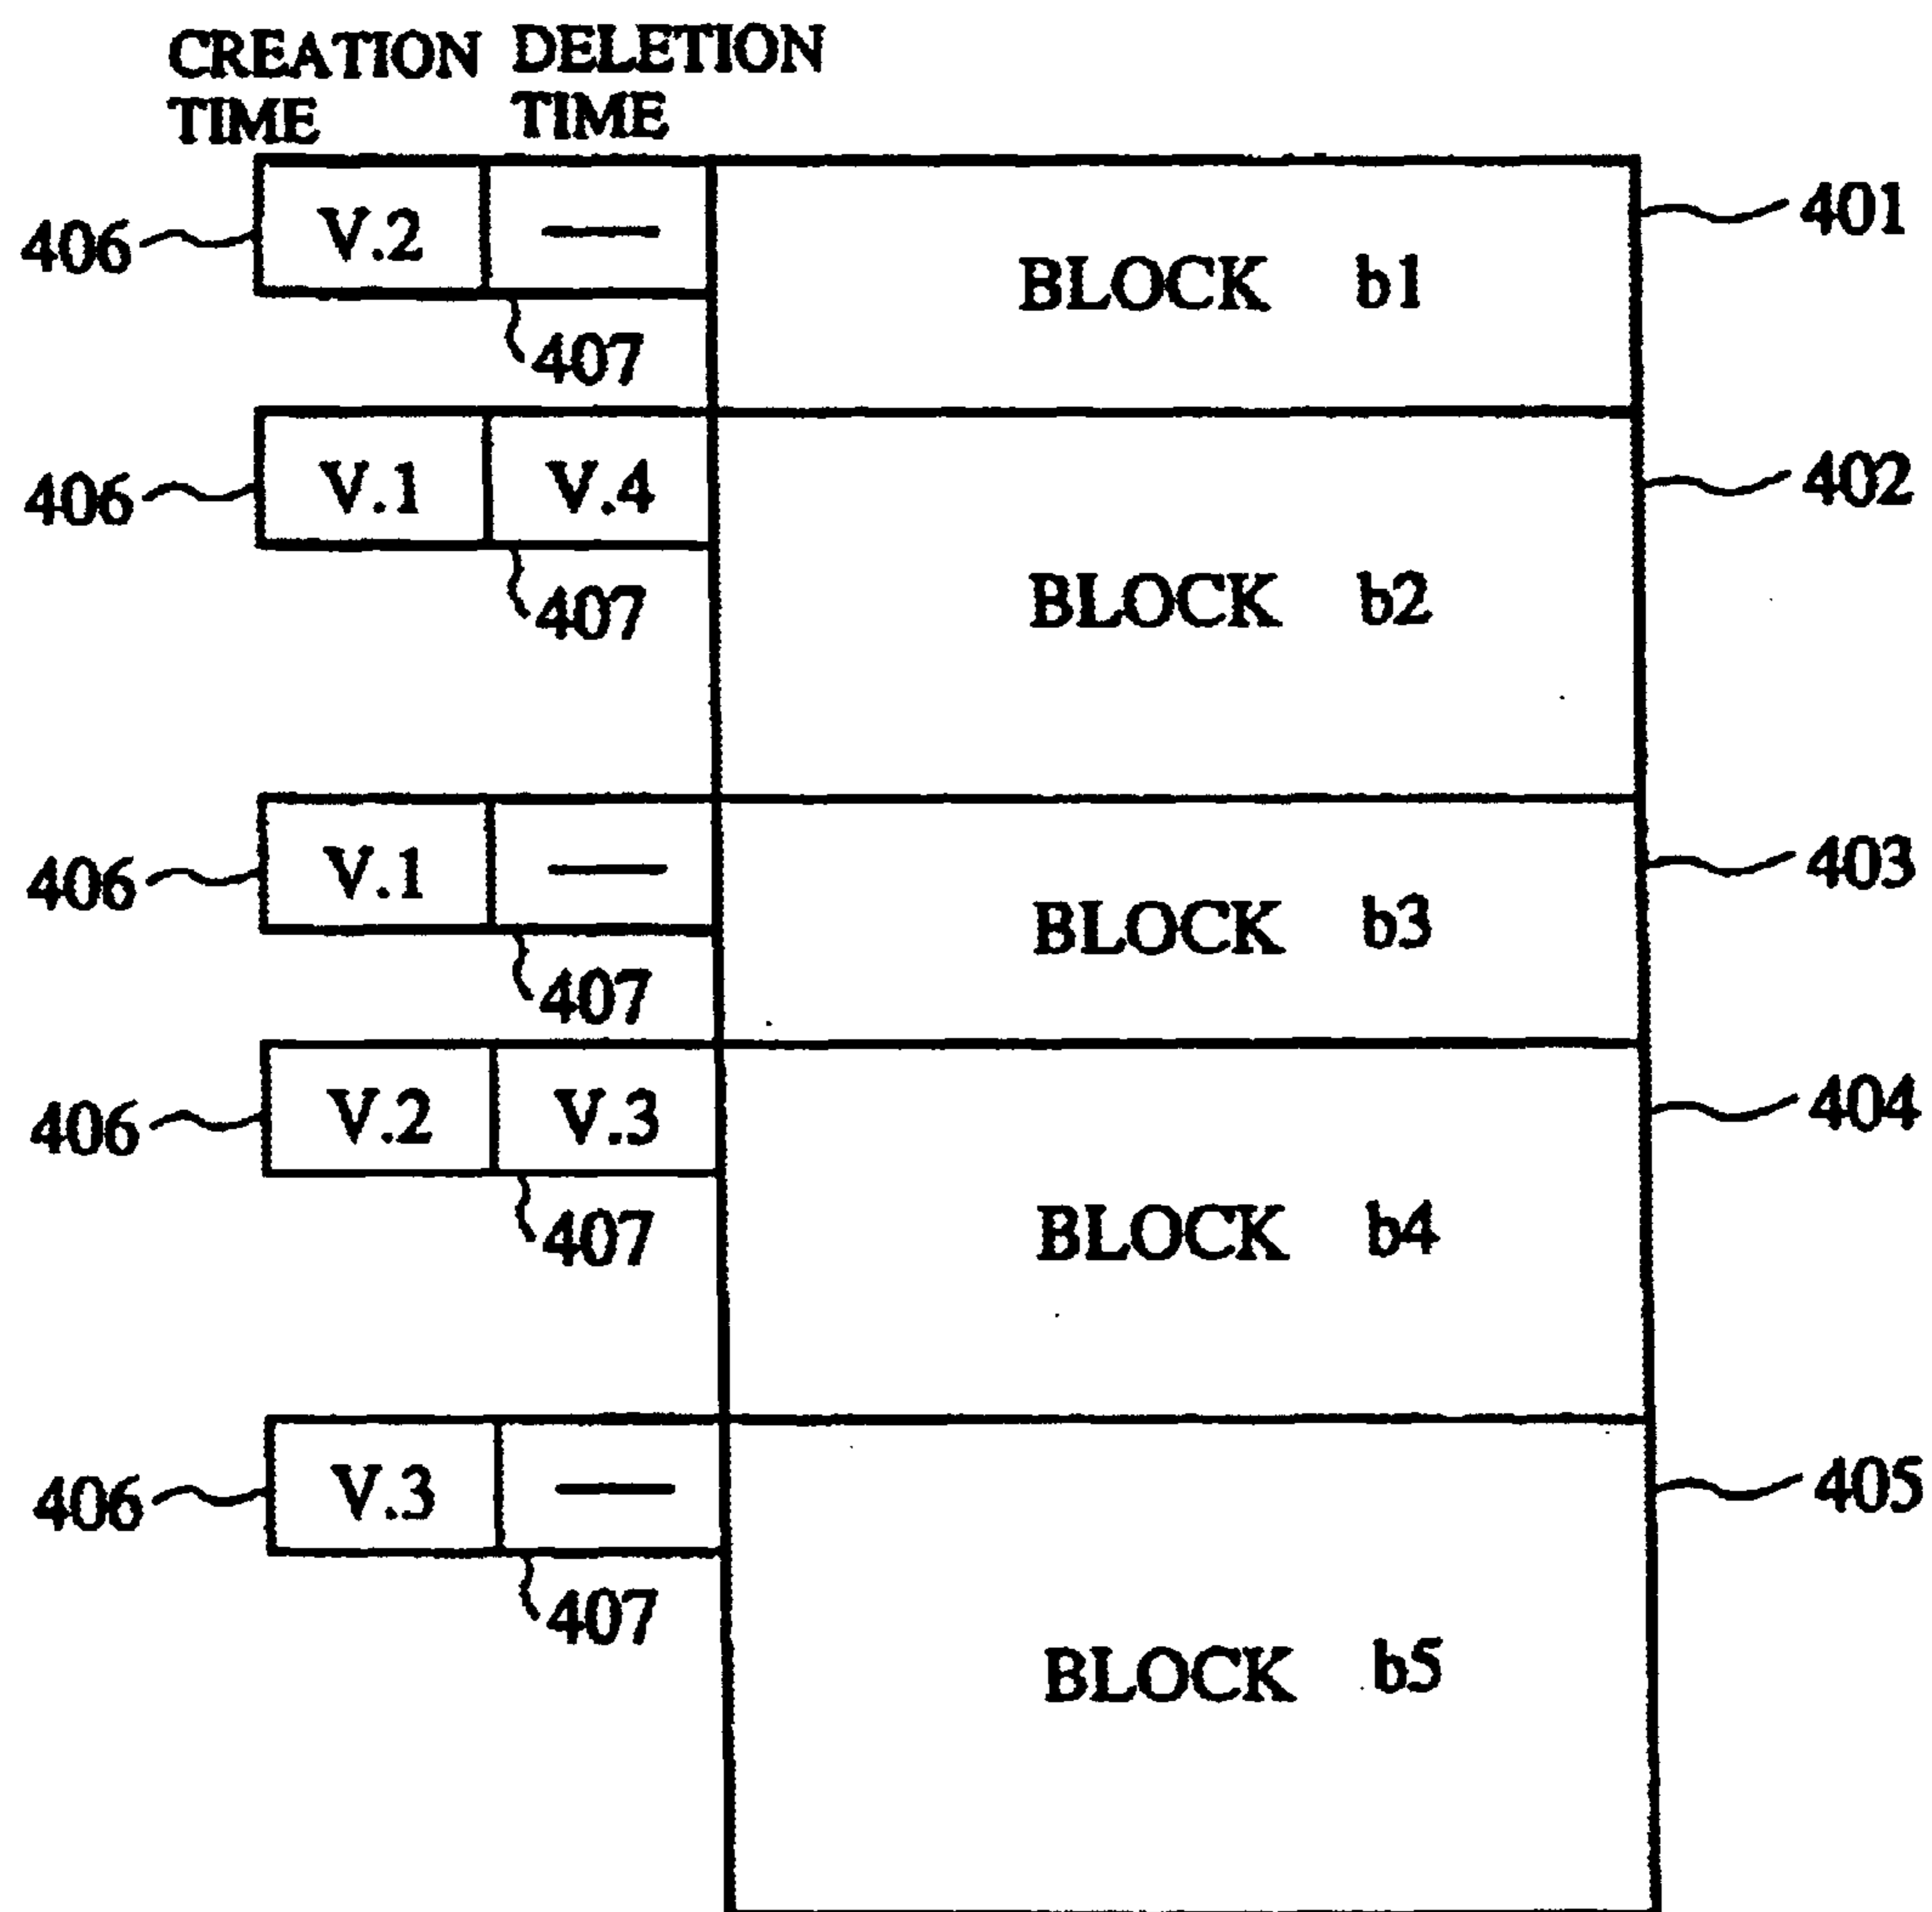 CREATION DELETION
TIME TIME
406 V.2 — BLOCK b1 401
407
406 V.1 V.4 BLOCK b2 402
407
406 V.1 — BLOCK b3 403
407
406 V.2 V.3 BLOCK b4 404
407
406 V.3 — BLOCK b5 405
407